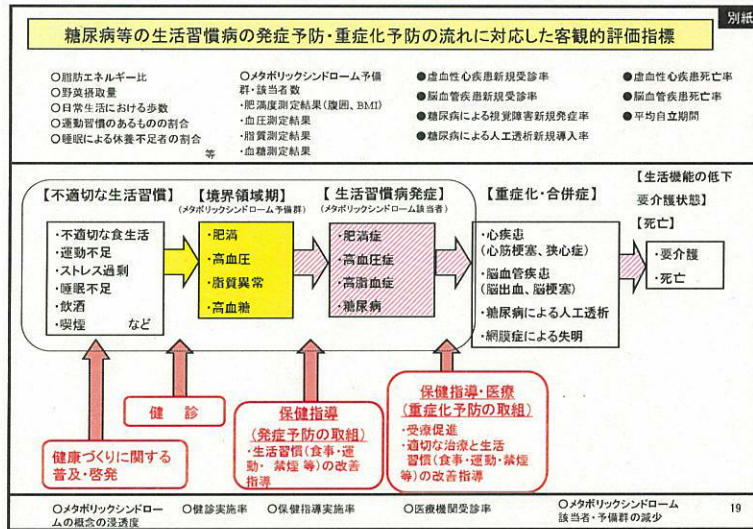 別紙
糖尿病等の生活習慣病の発症予防・重症化予防の流れに対応した客観的評価指標
○脂肪エネルギー比
○野菜摂取量
○日常生活における歩数
○運動習慣のあるものの割合
○睡眠による休養不足者の割合
等
○メタボリックシンドローム予備
群・該当者数
・肥満度測定結果(腹囲、BMI)
・血圧測定結果
・脂質測定結果
・血糖測定結果
●虚血性心疾患新規受診率
●脳血管疾患新規受診率
●糖尿病による視覚障害新規発症率
●糖尿病による人工透析新規導入率
●虚血性心疾患死亡率
●脳血管疾患死亡率
●平均自立期間
【不適切な生活習慣】
・不適切な食生活
・運動不足
・ストレス過剰
・睡眠不足
・飲酒
・喫煙 など
【境界領域期】
(メタボリックシンドローム予備群)
・肥満
・高血圧
・脂質異常
・高血糖
【 生活習慣病発症】
(メタボリックシンドローム該当者)
・肥満症
・高血圧症
・高脂血症
・糖尿病
【重症化・合併症】
・心疾患
(心筋梗塞、狭心症)
・脳血管疾患
(脳出血、脳梗塞)
・糖尿病による人工透析
・網膜症による失明
【生活機能の低下
要介護状態】
【死亡】
・要介護
・死亡
健康づくりに関する
普及・啓発
健 診
保健指導
(発症予防の取組)
・生活習慣(食事・運
動・ 禁煙 等)の改善
指導
保健指導・医療
(重症化予防の取組)
・受療促進
・適切な治療と生活
習慣(食事・運動・禁煙
等)の改善指導
○メタボリックシンドロー
ムの概念の浸透度
○健診実施率
○保健指導実施率
○医療機関受診率
○メタボリックシンドローム
該当者・予備群の減少
19